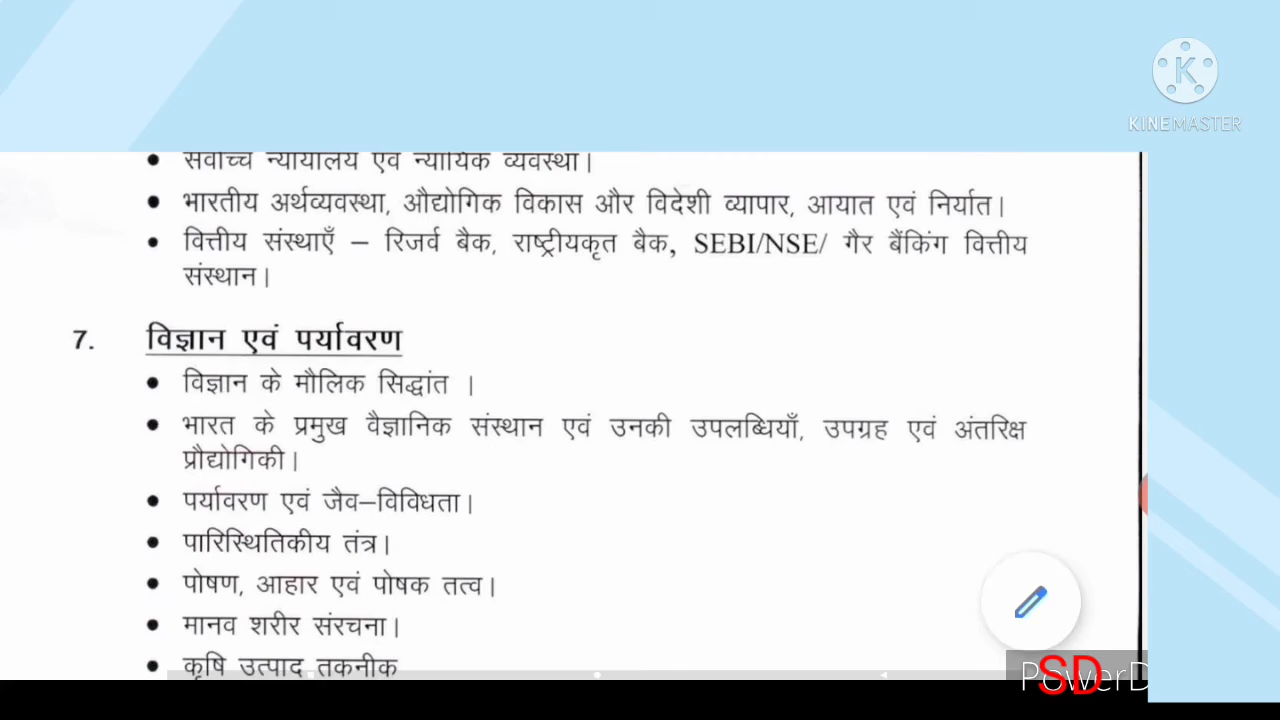 KINEMASTER
सर्वोच्च न्यायालय एवं न्यायिक व्यवस्था।
भारतीय अर्थव्यवस्था, औद्योगिक विकास और विदेशी व्यापार, आयात एवं निर्यात।
वित्तीय संस्थाएँ – रिजर्व बैक, राष्ट्रीयकृत बैक, SEBI/NSE/ गैर बैंकिंग वित्तीय
संस्थान।
7. विज्ञान एवं पर्यावरण
विज्ञान के मौलिक सिद्धांत ।
भारत के प्रमुख वैज्ञानिक संस्थान एवं उनकी उपलब्धियाँ, उपग्रह एवं अंतरिक्ष
प्रौद्योगिकी।
पर्यावरण एवं जैव–विविधता।
पारिस्थितिकीय तंत्र।
पोषण, आहार एवं पोषक तत्व।
मानव शरीर संरचना।
कृषि उत्पाद तकनीक
SD